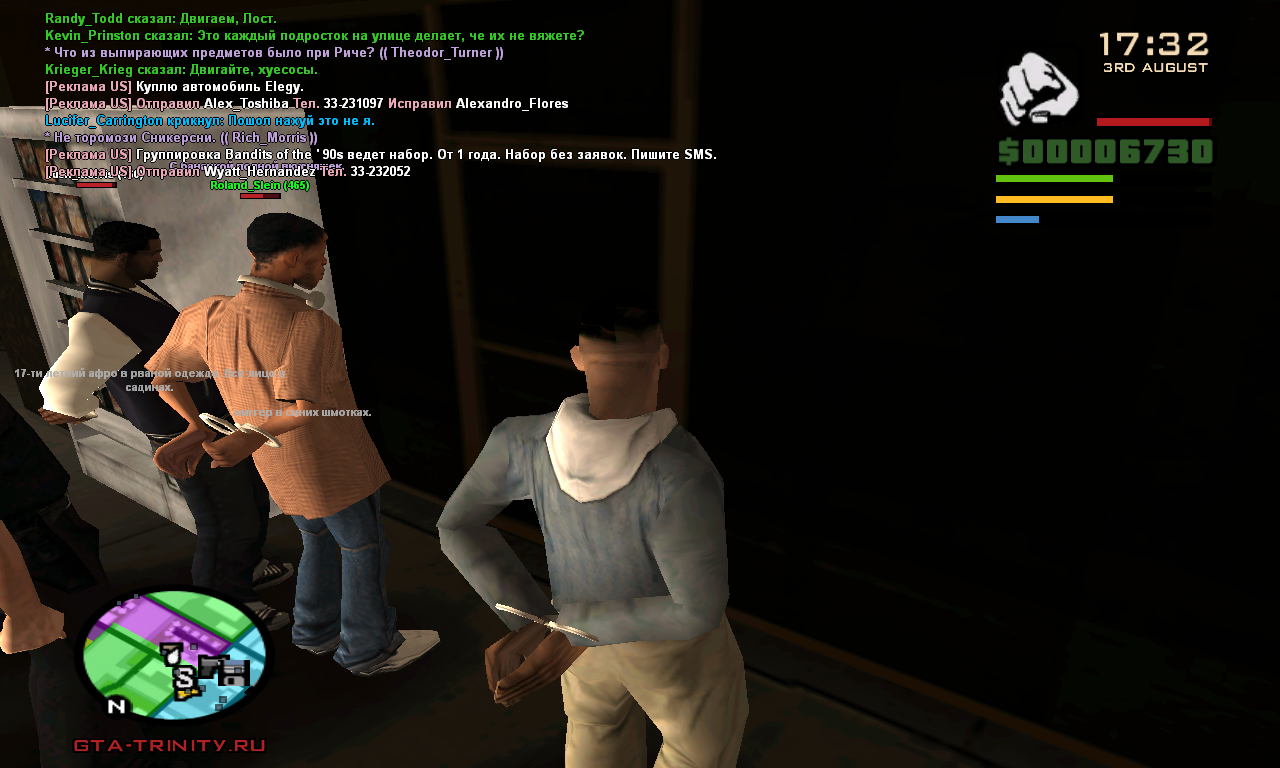 Randy_Todd сказал: Двигаем, Лост.
Kevin_Prinston сказал: Это каждый подросток на улице делает, че их не вяжете?
* Что из выпирающих предметов было при Риче? (( Theodor_Turner ))
Krieger_Krieg сказал: Двигайте, хуесосы.
[Реклама US] Куплю автомобиль Elegy.
[Реклама US] Отправил Alex_Toshiba Тел. 33-231097 Исправил Alexandro_Flores
Lucifer_Carrington крикнул: Пошол нахуй это не я.
* Не торомози Сникерсни. (( Rich_Morris ))
[Реклама US] Группировка Bandits of the '90s ведет набор. От 1 года. Набор без заявок. Пишите SMS.
[Реклама US] Отправил Wyatt_Hernandez Тел. 33-232052
Roland_Slein (465)
17:32
3RD AUGUST
$00006730
17-ти летний афро в рваной одежде, все лицо в
садинах.
в синих шмотках.
S
N
GTA-TRINITY.RU